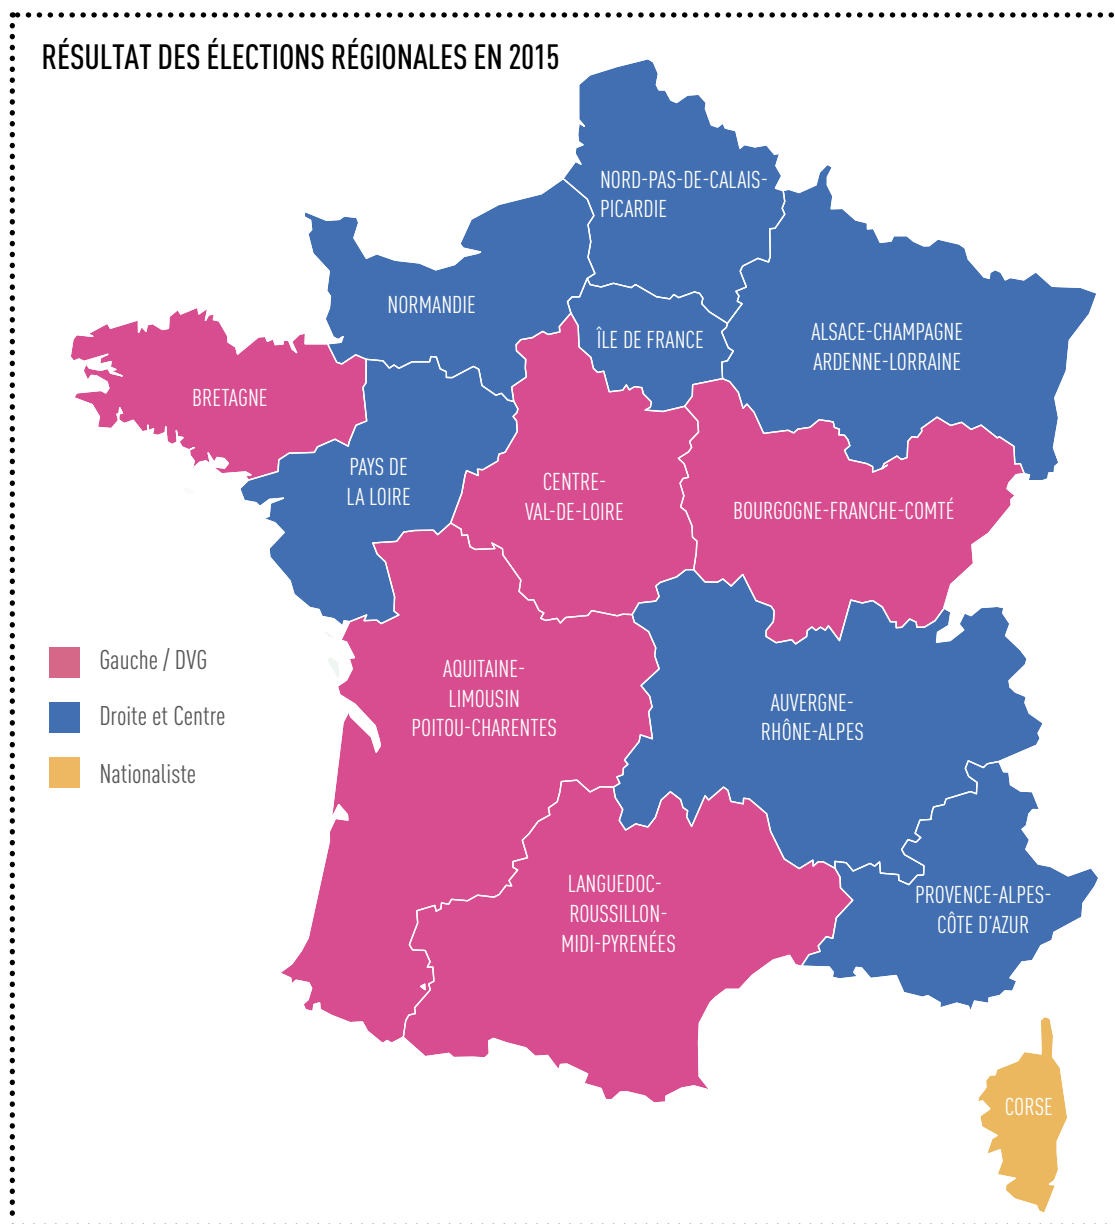 RÉSULTAT DES ÉLECTIONS RÉGIONALES EN 2015
NORD-PAS-DE-CALAIS-
PICARDIE
NORMANDIE
ÎLE DE FRANCE
ALSACE-CHAMPAGNE
ARDENNE-LORRAINE
BRETAGNE
PAYS DE
LA LOIRE
CENTRE-
VAL-DE-LOIRE
BOURGOGNE-FRANCHE-COMTÉ
Gauche / DVG
Droite et Centre
Nationaliste
AQUITAINE-
LIMOUSIN
POITOU-CHARENTES
AUVERGNE-
RHÔNE-ALPES
LANGUEDOC-
ROUSSILLON-
MIDI-PYRENÉES
PROVENCE-ALPES-
CÔTE D'AZUR
CORSE